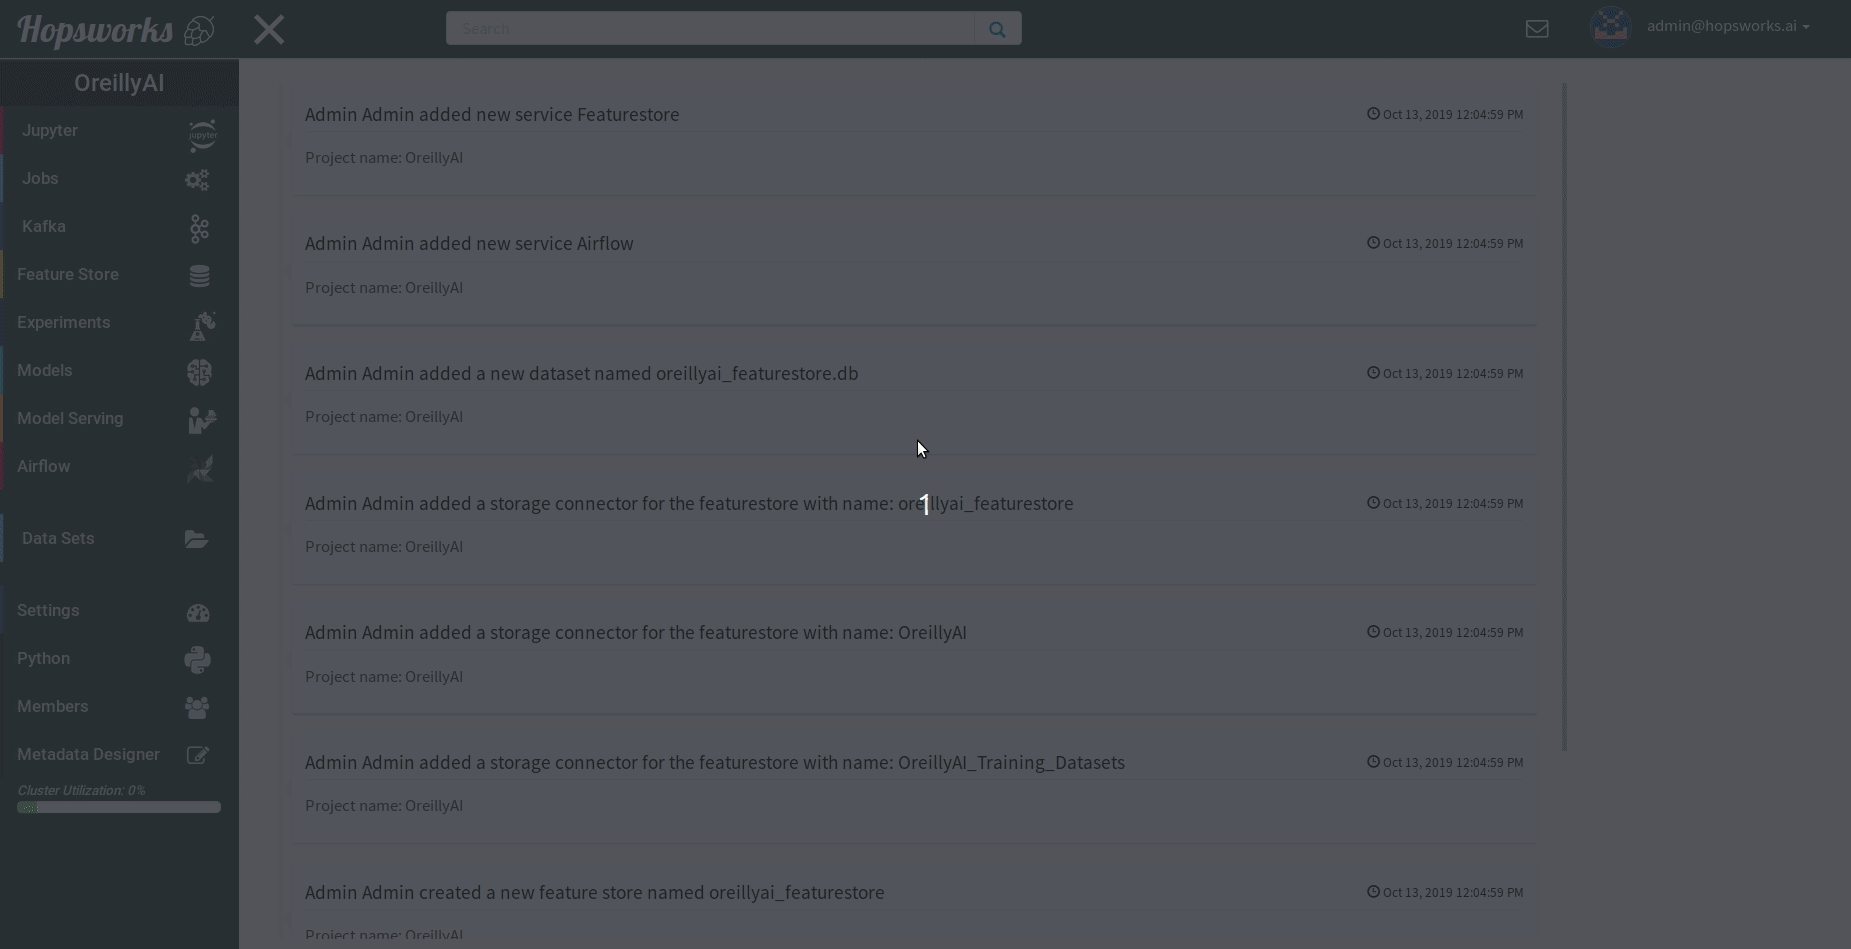 Hopsworks
Search
admin@hopsworks.ai
OreillyAI
Jupyter
jupyter
Jobs
Kafka
Feature Store
Experiments
Models
Model Serving
Airflow
Data Sets
Settings
Python
Members
Metadata Designer
Cluster Utilization: 0%
Admin Admin added new service Featurestore Oct 13, 2019 12:04:59 PM
Project name: OreillyAI
Admin Admin added new service Airflow Oct 13, 2019 12:04:59 PM
Project name: OreillyAI
Admin Admin added a new dataset named oreillyai_featurestore.db Oct 13, 2019 12:04:59 PM
Project name: OreillyAI
Admin Admin added a storage connector for the featurestore with name: oreillyai_featurestore Oct 13, 2019 12:04:59 PM
1
Project name: OreillyAI
Admin Admin added a storage connector for the featurestore with name: OreillyAI Oct 13, 2019 12:04:59 PM
Project name: OreillyAI
Admin Admin added a storage connector for the featurestore with name: OreillyAI_Training_Datasets Oct 13, 2019 12:04:59 PM
Project name: OreillyAI
Admin Admin created a new feature store named oreillyai_featurestore Oct 13, 2019 12:04:59 PM
Project name: OreillyAI